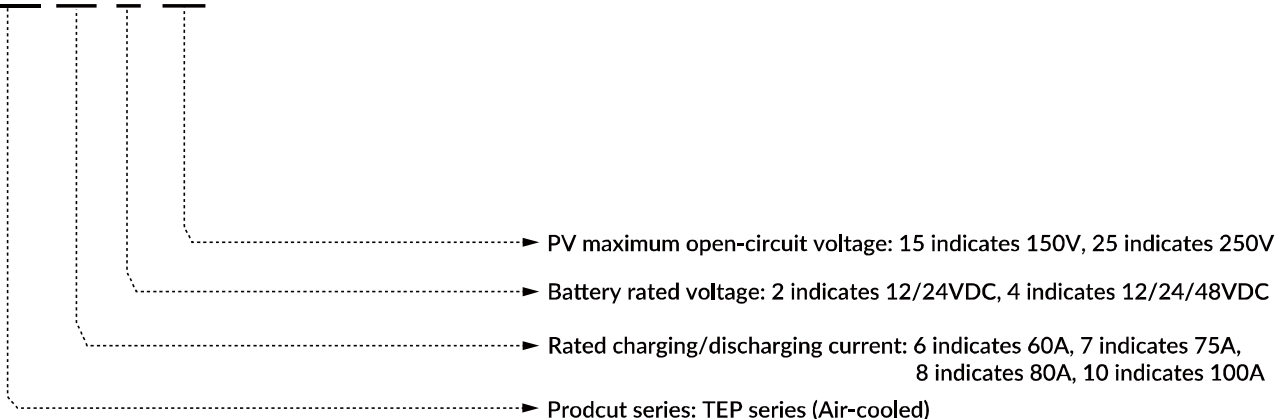 PV maximum open-circuit voltage: 15 indicates 150V, 25 indicates 250V
Battery rated voltage: 2 indicates 12/24VDC, 4 indicates 12/24/48VDC
Rated charging/discharging current: 6 indicates 60A, 7 indicates 75A,
8 indicates 80A, 10 indicates 100A
Prodcut series: TEP series (Air-cooled)